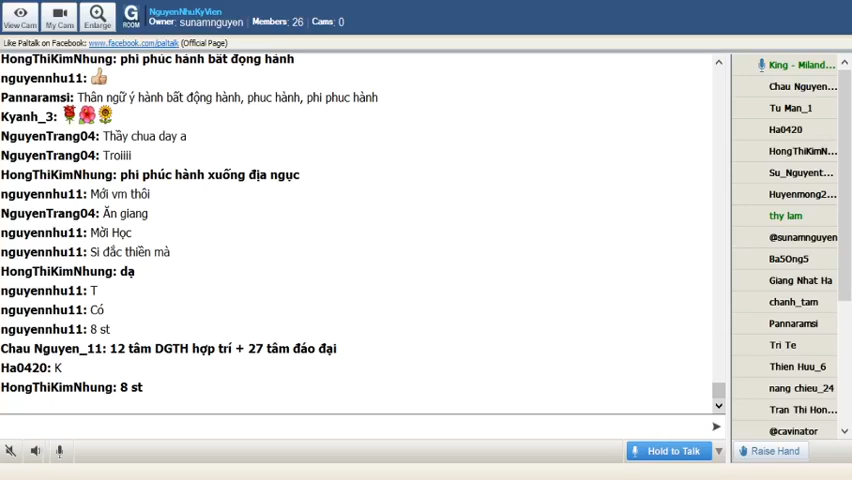 View Cam
My Cam
Enlarge
G
ROOM
NguyenNhuKyVien
Owner: sunamnguyen Members: 26 Cams: 0
Like Paltalk on Facebook: www.facebook.com/paltalk (Official Page)
HongThiKimNhung: phi phúc hành bất động hành
nguyennhu11:
Pannaramsi: Thân ngữ ý hành bất động hành, phuc hành, phi phuc hành
Kyanh_3:
NguyenTrang04: Thầy chua day a
NguyenTrang04: Troiiii
HongThiKimNhung: phi phúc hành xuống địa ngục
nguyennhu11: Mới vm thôi
NguyenTrang04: Ăn giang
nguyennhu11: Mời Học
nguyennhu11: Si đắc thiền mà
HongThiKimNhung: dạ
nguyennhu11: T
nguyennhu11: Có
nguyennhu11: 8 st
Chau Nguyen_11: 12 tâm DGTH hợp trí + 27 tâm đáo đại
Ha0420: K
HongThiKimNhung: 8 st
King - Miland...
Chau Nguyen...
Tu Man_1
Ha0420
HongThiKimN...
Su_Nguyent...
Huyenmong2...
thy lam
@sunamnguyen
Ba5Ong5
Giang Nhat Ha
chanh_tam
Pannaramsi
Tri Te
Thien Huu_6
nang chieu_24
Tran Thi Hon...
@cavinator
Hold to Talk
Raise Hand